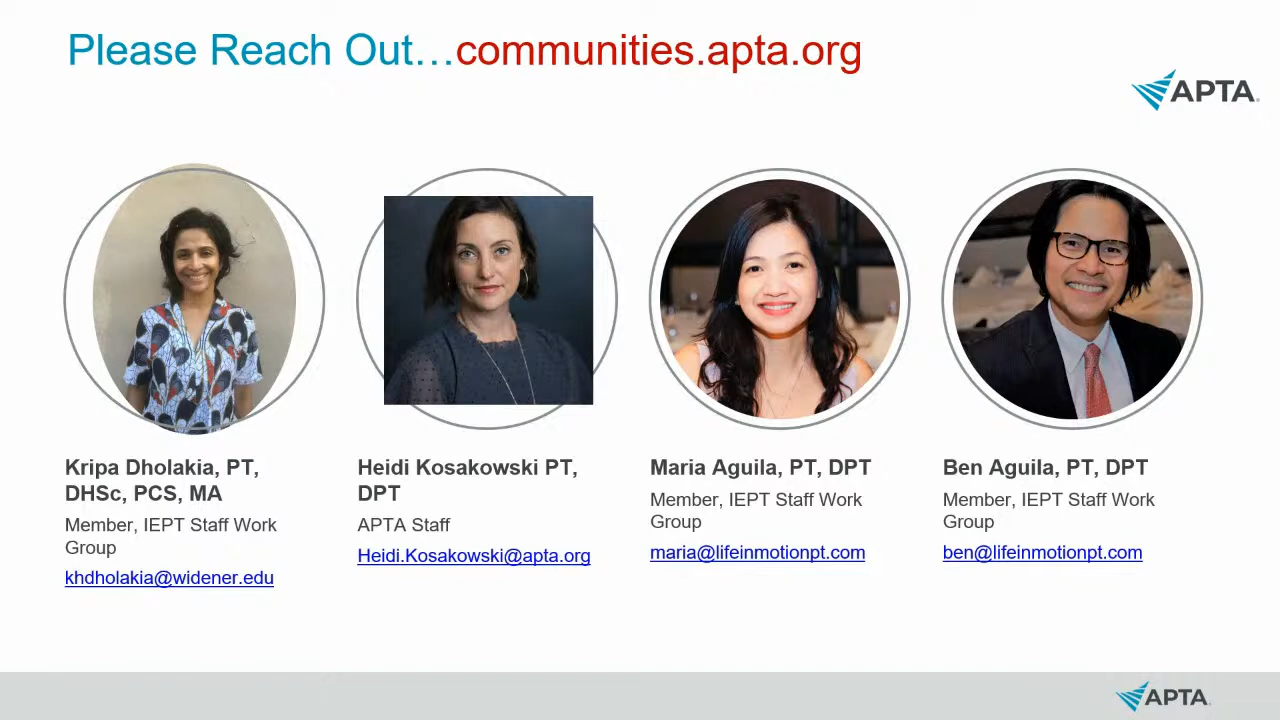 Please Reach Out…communities.apta.org
APTA
Kripa Dholakia, PT,
DHSc, PCS, MA
Member, IEPT Staff Work
Group
khdholakia@widener.edu
Heidi Kosakowski PT,
DPT
APTA Staff
Heidi.Kosakowski@apta.org
Maria Aguila, PT, DPT
Member, IEPT Staff Work
Group
maria@lifeinmotionpt.com
Ben Aguila, PT, DPT
Member, IEPT Staff Work
Group
ben@lifeinmotionpt.com
APTA